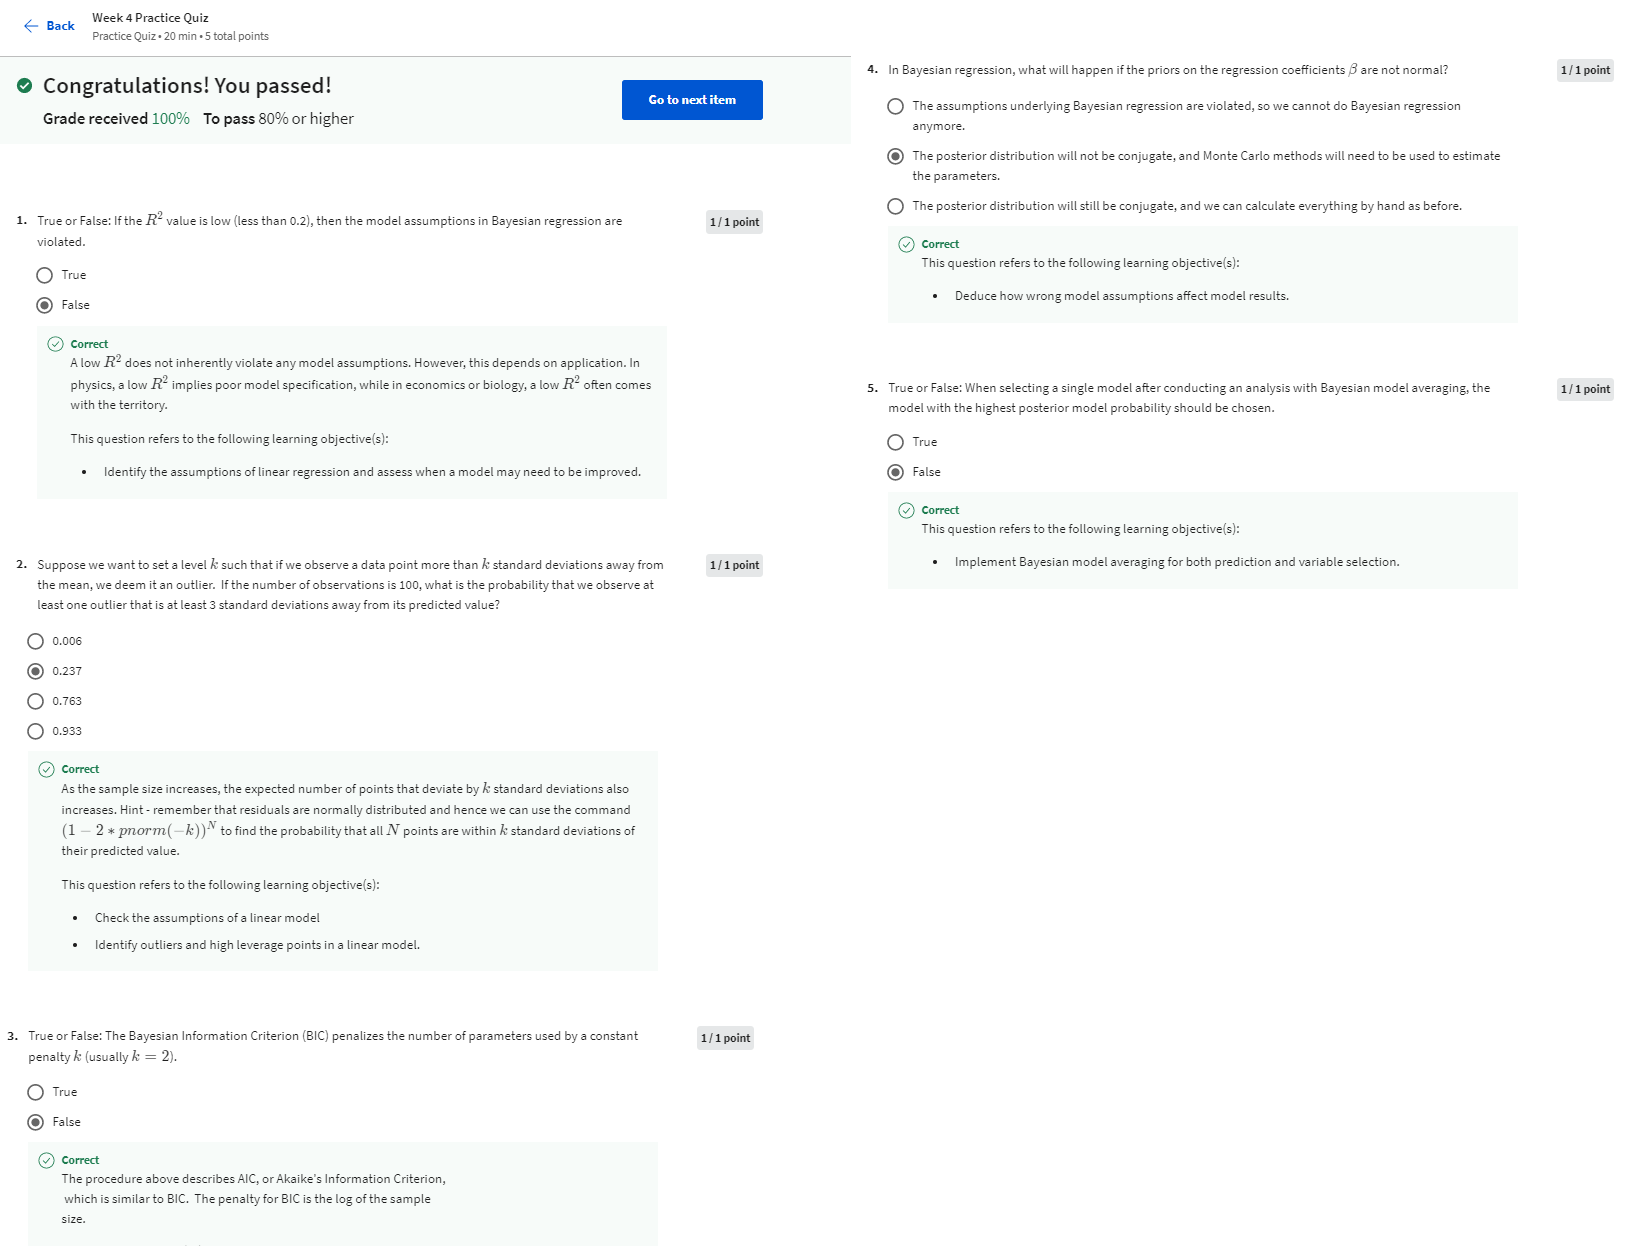 Back
Week 4 Practice Quiz
Practice Quiz • 20 min • 5 total points
Congratulations! You passed!
Grade received 100% To pass 80% or higher
Go to next item
1. True or False: If the R² value is low (less than 0.2), then the model assumptions in Bayesian regression are
violated.
1 / 1 point
True
False
Correct
A low R² does not inherently violate any model assumptions. However, this depends on application. In
physics, a low R² implies poor model specification, while in economics or biology, a low R² often comes
with the territory.
This question refers to the following learning objective(s):
• Identify the assumptions of linear regression and assess when a model may need to be improved.
2. Suppose we want to set a level k such that if we observe a data point more than k standard deviations away from
the mean, we deem it an outlier. If the number of observations is 100, what is the probability that we observe at
least one outlier that is at least 3 standard deviations away from its predicted value?
1 / 1 point
0.006
0.237
0.763
0.933
Correct
As the sample size increases, the expected number of points that deviate by k standard deviations also
increases. Hint - remember that residuals are normally distributed and hence we can use the command
(1 − 2 * pnorm(−k))ᴺ to find the probability that all N points are within k standard deviations of
their predicted value.
This question refers to the following learning objective(s):
• Check the assumptions of a linear model
• Identify outliers and high leverage points in a linear model.
3. True or False: The Bayesian Information Criterion (BIC) penalizes the number of parameters used by a constant
penalty k (usually k = 2).
1 / 1 point
True
False
Correct
The procedure above describes AIC, or Akaike's Information Criterion,
which is similar to BIC. The penalty for BIC is the log of the sample
size.
4. In Bayesian regression, what will happen if the priors on the regression coefficients β are not normal?
1 / 1 point
The assumptions underlying Bayesian regression are violated, so we cannot do Bayesian regression
anymore.
The posterior distribution will not be conjugate, and Monte Carlo methods will need to be used to estimate
the parameters.
The posterior distribution will still be conjugate, and we can calculate everything by hand as before.
Correct
This question refers to the following learning objective(s):
• Deduce how wrong model assumptions affect model results.
5. True or False: When selecting a single model after conducting an analysis with Bayesian model averaging, the
model with the highest posterior model probability should be chosen.
1 / 1 point
True
False
Correct
This question refers to the following learning objective(s):
• Implement Bayesian model averaging for both prediction and variable selection.